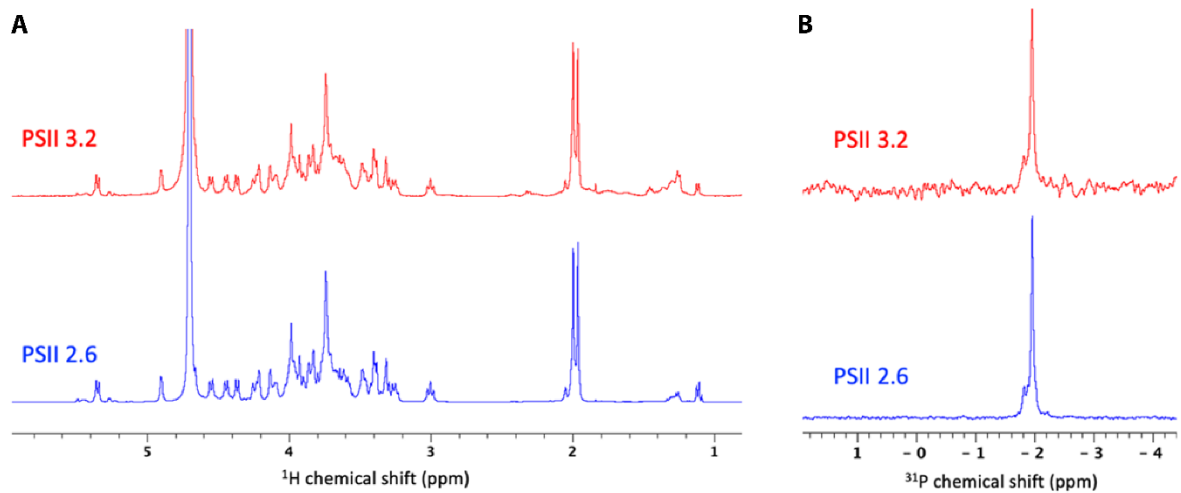 A
PSII 3.2
PSII 2.6
5 4 3 2 1
¹H chemical shift (ppm)
B
PSII 3.2
PSII 2.6
1 - 0 - 1 - 2 - 3 - 4
³¹P chemical shift (ppm)